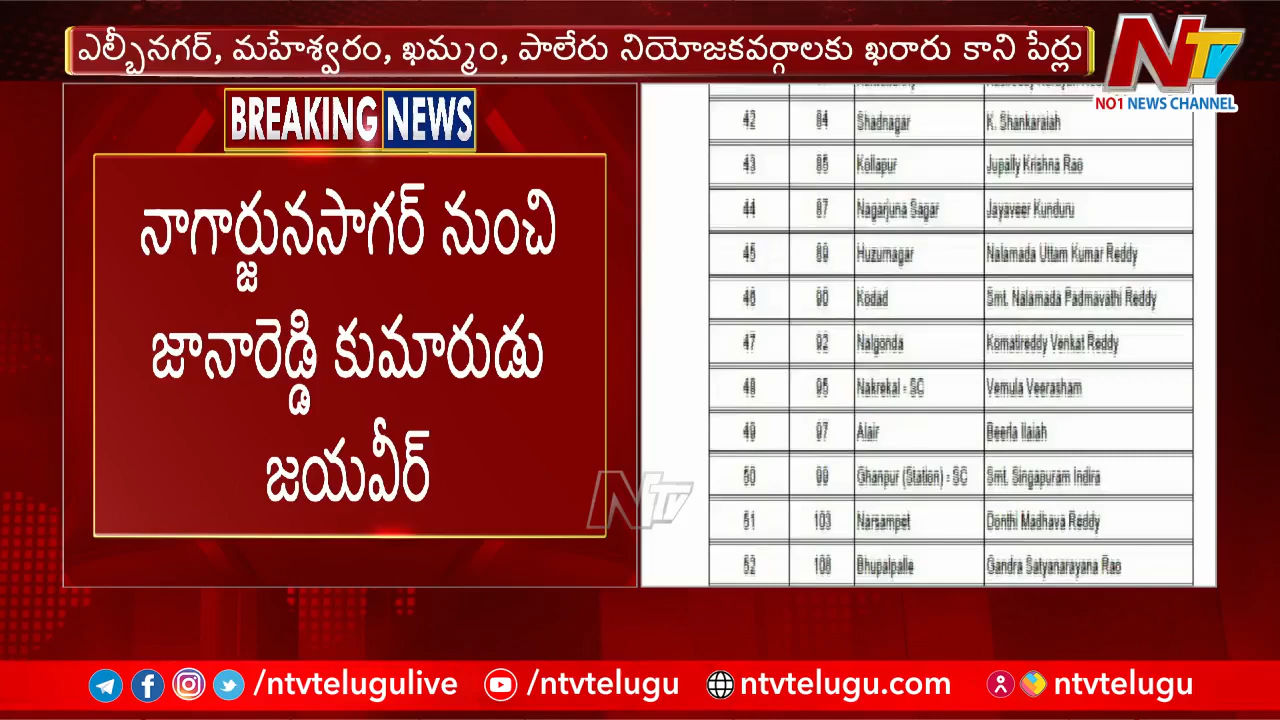 ఎల్బీనగర్, మహేశ్వరం, ఖమ్మం, పాలేరు నియోజకవర్గాలకు ఖరారు కాని పేర్లు
NTV
NO1 NEWS CHANNEL
BREAKING NEWS
నాగార్జునసాగర్ నుంచి
జానారెడ్డి కుమారుడు
జయవీర్
42 84 Shadnagar K. Shankaraiah
43 85 Kollapur Jupally Krishna Rao
44 87 Nagarjuna Sagar Jayaveer Kunduru
45 89 Huzurnagar Nalamada Uttam Kumar Reddy
46 90 Kodad Smt. Nalamada Padmavathi Reddy
47 92 Nalgonda Komatireddy Venkat Reddy
48 95 Nakrekal - SC Vemula Veerasham
49 97 Alair Beerla Ilaiah
50 99 Ghanpur (Station) - SC Smt. Singapuram Indira
51 103 Narsampet Donthi Madhava Reddy
52 108 Bhupalpalle Gandra Satyanarayana Rao
NTV
/ntvtelugulive /ntvtelugu ntvtelugu.com ntvtelugu